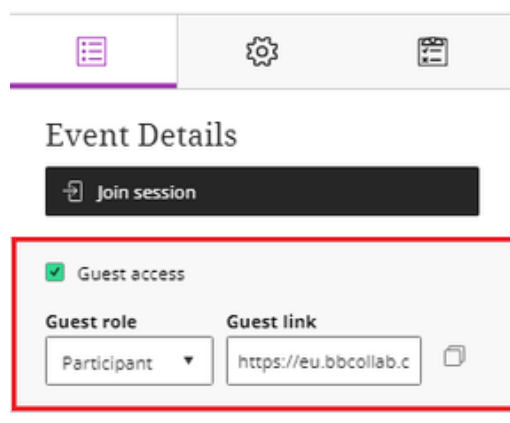 Event Details
Join session
Guest access
Guest role Guest link
Participant https://eu.bbcollab.c